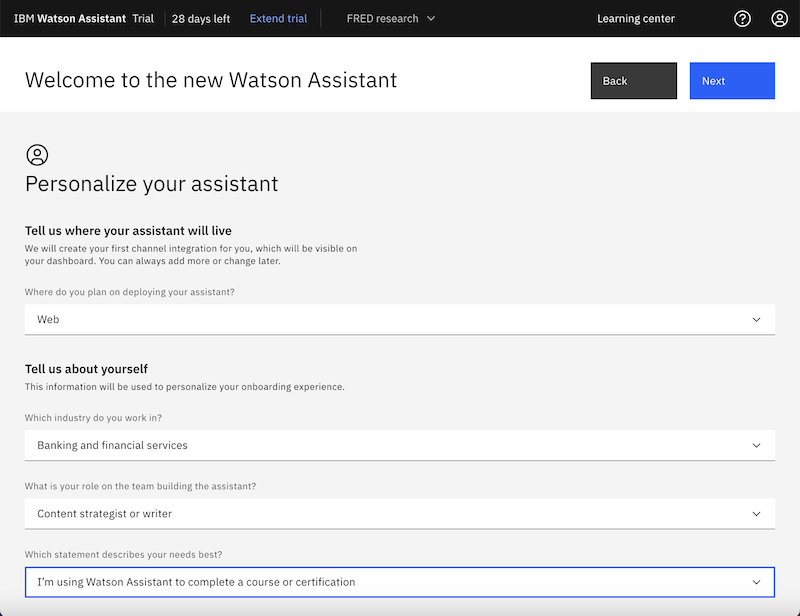 IBM Watson Assistant Trial 28 days left Extend trial FRED research Learning center
Welcome to the new Watson Assistant
Back
Next
Personalize your assistant
Tell us where your assistant will live
We will create your first channel integration for you, which will be visible on
your dashboard. You can always add more or change later.
Where do you plan on deploying your assistant?
Web
Tell us about yourself
This information will be used to personalize your onboarding experience.
Which industry do you work in?
Banking and financial services
What is your role on the team building the assistant?
Content strategist or writer
Which statement describes your needs best?
I'm using Watson Assistant to complete a course or certification